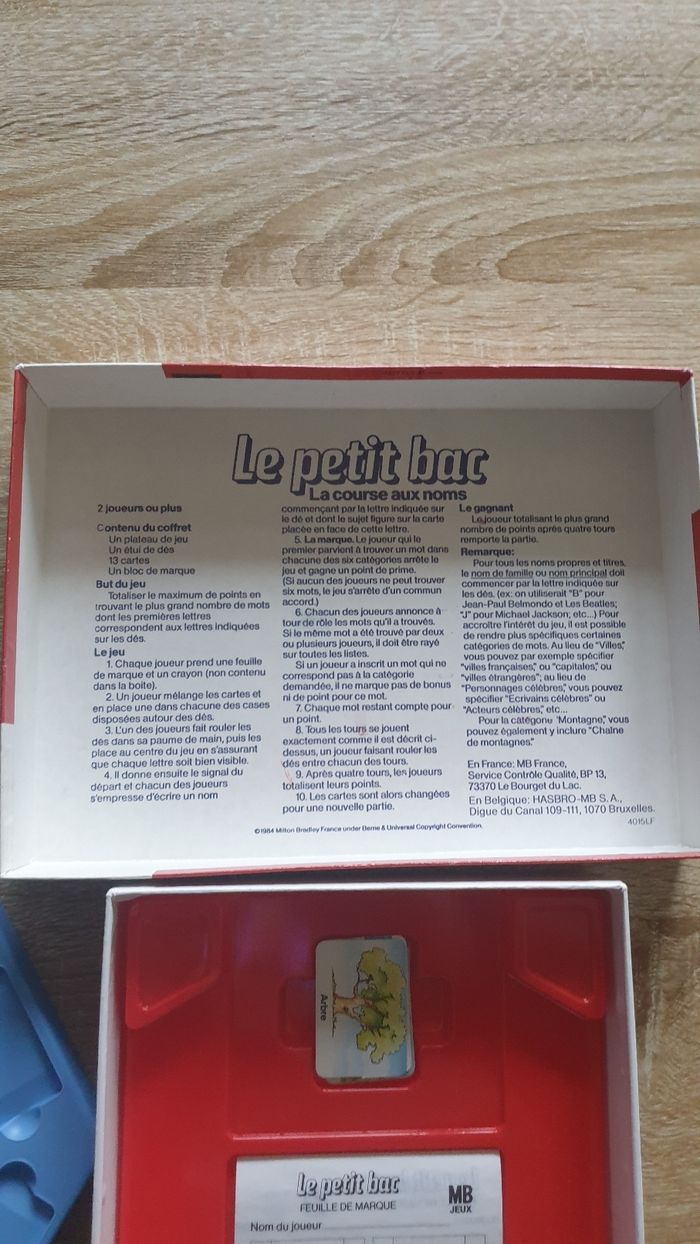 Le petit bac
La course aux noms
2 joueurs ou plus
Contenu du coffret
Un plateau de jeu
Un étui de dés
13 cartes
Un bloc de marque
But du jeu
Totaliser le maximum de points en
trouvant le plus grand nombre de mots
dont les premières lettres
correspondent aux lettres indiquées
sur les dés.
Le jeu
1. Chaque joueur prend une feuille
de marque et un crayon (non contenu
dans la boîte).
2. Un joueur mélange les cartes et
en place une dans chacune des cases
disposées autour des dés.
3. L'un des joueurs fait rouler les
dés dans sa paume de main, puis les
place au centre du jeu en s'assurant
que chaque lettre soit bien visible.
4. Il donne ensuite le signal du
départ et chacun des joueurs
s'empresse d'écrire un nom
commençant par la lettre indiquée sur
le dé et dont le sujet figure sur la carte
placée en face de cette lettre.
5. La marque. Le joueur qui le
premier parvient à trouver un mot dans
chacune des six catégories arrête le
jeu et gagne un point de prime.
(Si aucun des joueurs ne peut trouver
six mots, le jeu s'arrête d'un commun
accord.)
6. Chacun des joueurs annonce à
tour de rôle les mots qu'il a trouvés.
Si le même mot a été trouvé par deux
ou plusieurs joueurs, il doit être rayé
sur toutes les listes.
Si un joueur a inscrit un mot qui ne
correspond pas à la catégorie
demandée, il ne marque pas de bonus
ni de point pour ce mot.
7. Chaque mot restant compte pour
un point.
8. Tous les tours se jouent
exactement comme il est décrit ci-
dessus, un joueur faisant rouler les
dés entre chacun des tours.
9. Après quatre tours, les joueurs
totalisent leurs points.
10. Les cartes sont alors changées
pour une nouvelle partie.
Le gagnant
Le joueur totalisant le plus grand
nombre de points après quatre tours
remporte la partie.
Remarque:
Pour tous les noms propres et titres,
le nom de famille ou nom principal doit
commencer par la lettre indiquée sur
les dés. (ex: on utiliserait "B" pour
Jean-Paul Belmondo et Les Beatles;
"J" pour Michael Jackson; etc...) Pour
accroître l'intérêt du jeu, il est possible
de rendre plus spécifiques certaines
catégories de mots. Au lieu de "Villes,"
vous pouvez par exemple spécifier
"villes françaises," ou "capitales," ou
"villes étrangères"; au lieu de
"Personnages célèbres," vous pouvez
spécifier "Ecrivains célèbres" ou
"Acteurs célèbres," etc...
Pour la catégorie "Montagne," vous
pouvez également y inclure "Chaîne
de montagnes."
En France: MB France,
Service Contrôle Qualité, BP 13,
73370 Le Bourget du Lac.
En Belgique: HASBRO-MB S.A.,
Digue du Canal 109-111, 1070 Bruxelles.
4015LF
©1984 Milton Bradley France under Berne & Universal Copyright Convention.
Arbre
Le petit bac
FEUILLE DE MARQUE
MB
JEUX
Nom du joueur